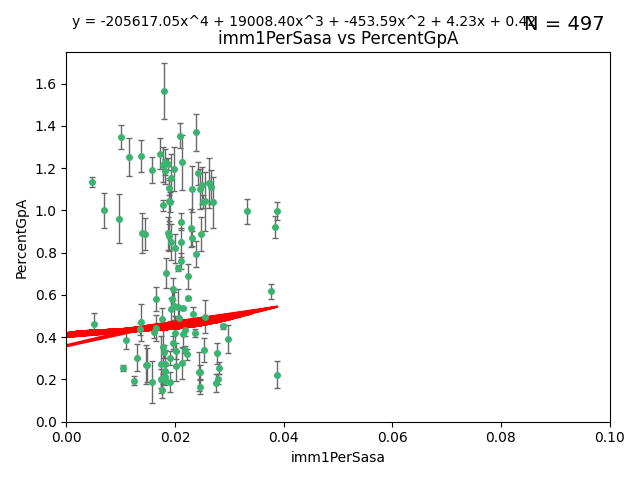 y = -205617.05x^4 + 19008.40x^3 + -453.59x^2 + 4.23x + 0.42
N = 497
imm1PerSasa vs PercentGpA
PercentGpA
1.6
1.4
1.2
1.0
0.8
0.6
0.4
0.2
0.0
0.00 0.02 0.04 0.06 0.08 0.10
imm1PerSasa